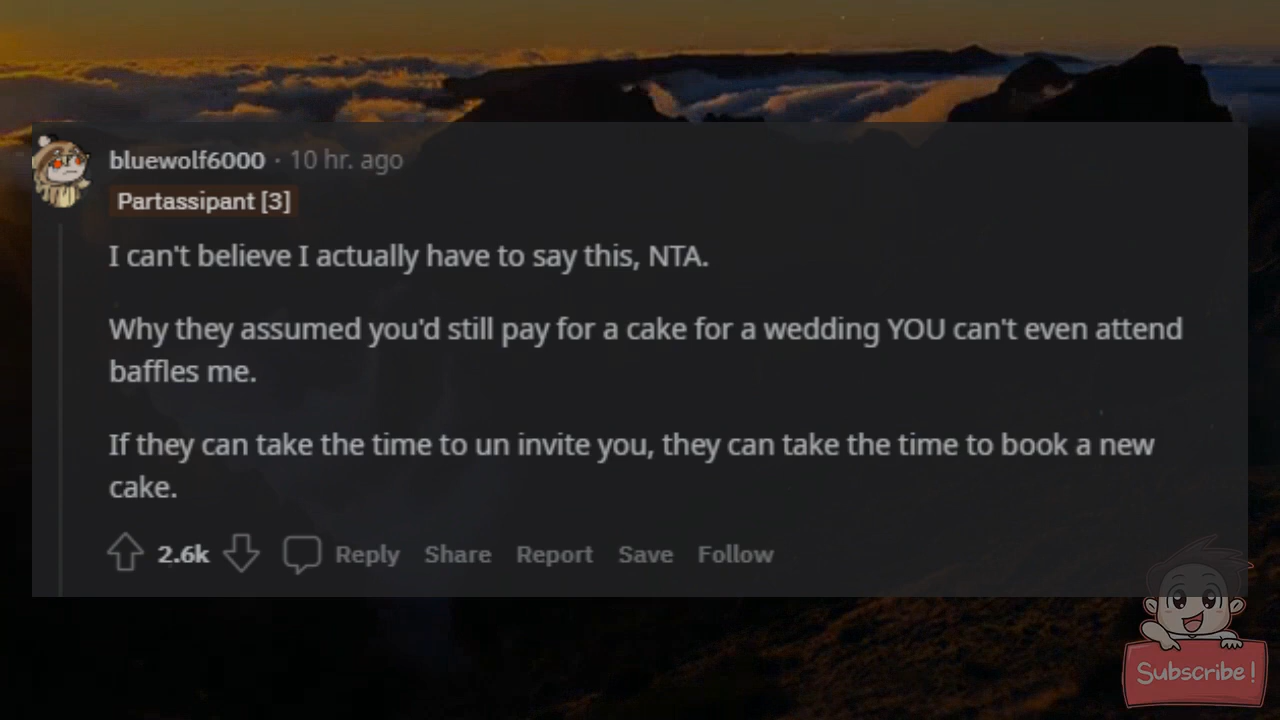 bluewolf6000 · 10 hr. ago
Partassipant [3]
I can't believe I actually have to say this, NTA.
Why they assumed you'd still pay for a cake for a wedding YOU can't even attend
baffles me.
If they can take the time to un invite you, they can take the time to book a new
cake.
2.6k Reply Share Report Save Follow
Subscribe!